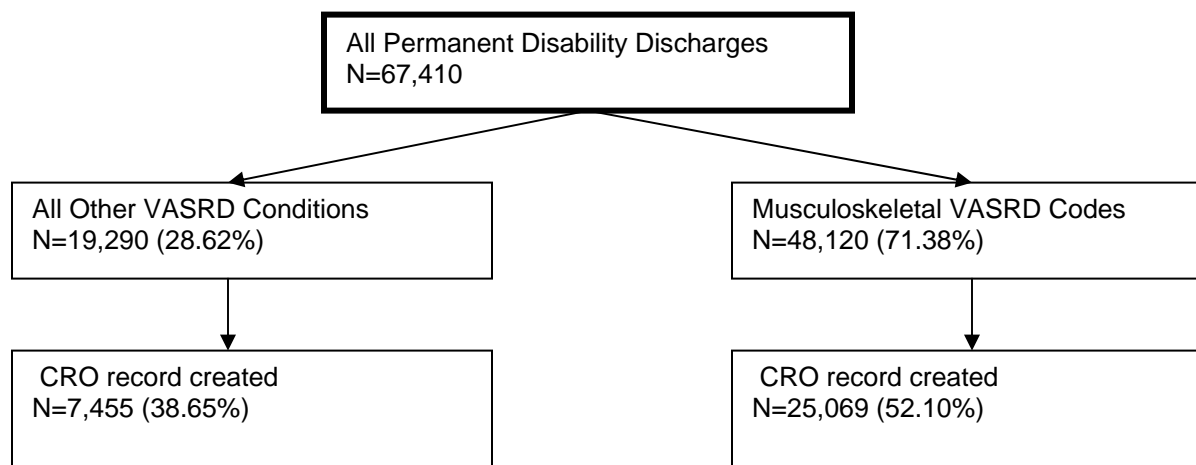 All Permanent Disability Discharges
N=67,410
All Other VASRD Conditions
N=19,290 (28.62%)
Musculoskeletal VASRD Codes
N=48,120 (71.38%)
CRO record created
N=7,455 (38.65%)
CRO record created
N=25,069 (52.10%)